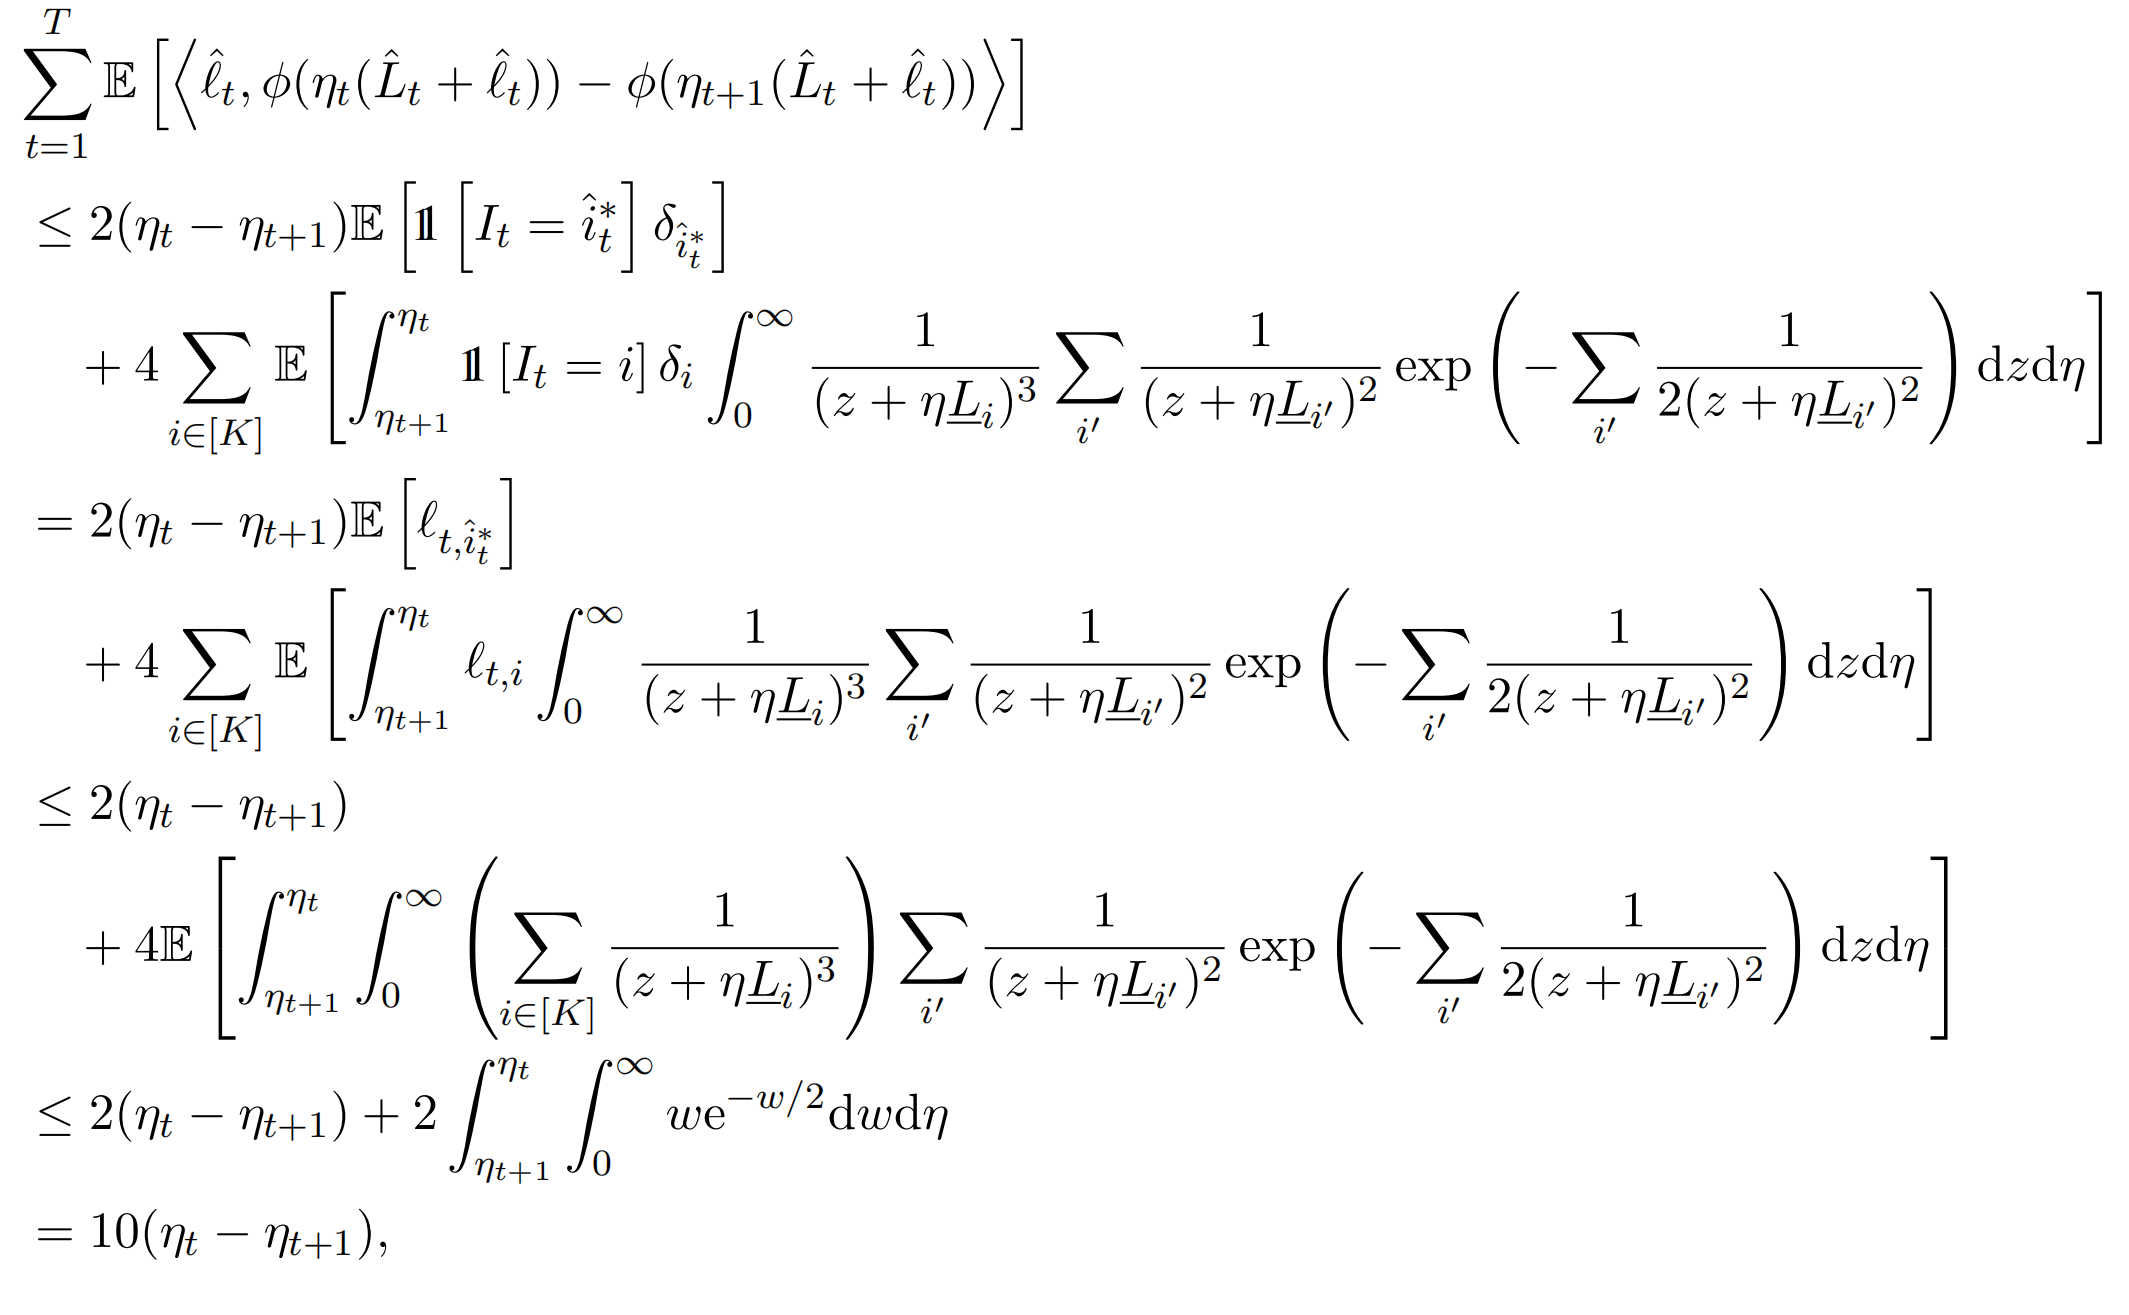 $\sum_{t=1}^{T} \mathbb{E}\left[\left\langle \hat{\ell}_t, \phi(\eta_t(\hat{L}_t + \hat{\ell}_t)) - \phi(\eta_{t+1}(\hat{L}_t + \hat{\ell}_t)) \right\rangle\right]$
$\leq 2(\eta_t - \eta_{t+1})\mathbb{E}\left[\mathbb{1}\left[I_t = \hat{i}_t^*\right] \delta_{\hat{i}_t^*}\right]$
$+ 4 \sum_{i \in [K]} \mathbb{E}\left[\int_{\eta_{t+1}}^{\eta_t} \mathbb{1}[I_t = i] \delta_i \int_0^\infty \frac{1}{(z + \eta \underline{L}_i)^3} \sum_{i'} \frac{1}{(z + \eta \underline{L}_{i'})^2} \exp\left(-\sum_{i'} \frac{1}{2(z + \eta \underline{L}_{i'})^2}\right) \mathrm{d}z \mathrm{d}\eta\right]$
$= 2(\eta_t - \eta_{t+1})\mathbb{E}\left[\ell_{t,\hat{i}_t^*}\right]$
$+ 4 \sum_{i \in [K]} \mathbb{E}\left[\int_{\eta_{t+1}}^{\eta_t} \ell_{t,i} \int_0^\infty \frac{1}{(z + \eta \underline{L}_i)^3} \sum_{i'} \frac{1}{(z + \eta \underline{L}_{i'})^2} \exp\left(-\sum_{i'} \frac{1}{2(z + \eta \underline{L}_{i'})^2}\right) \mathrm{d}z \mathrm{d}\eta\right]$
$\leq 2(\eta_t - \eta_{t+1})$
$+ 4\mathbb{E}\left[\int_{\eta_{t+1}}^{\eta_t} \int_0^\infty \left(\sum_{i \in [K]} \frac{1}{(z + \eta \underline{L}_i)^3}\right) \sum_{i'} \frac{1}{(z + \eta \underline{L}_{i'})^2} \exp\left(-\sum_{i'} \frac{1}{2(z + \eta \underline{L}_{i'})^2}\right) \mathrm{d}z \mathrm{d}\eta\right]$
$\leq 2(\eta_t - \eta_{t+1}) + 2 \int_{\eta_{t+1}}^{\eta_t} \int_0^\infty w \mathrm{e}^{-w/2} \mathrm{d}w \mathrm{d}\eta$
$= 10(\eta_t - \eta_{t+1}),$